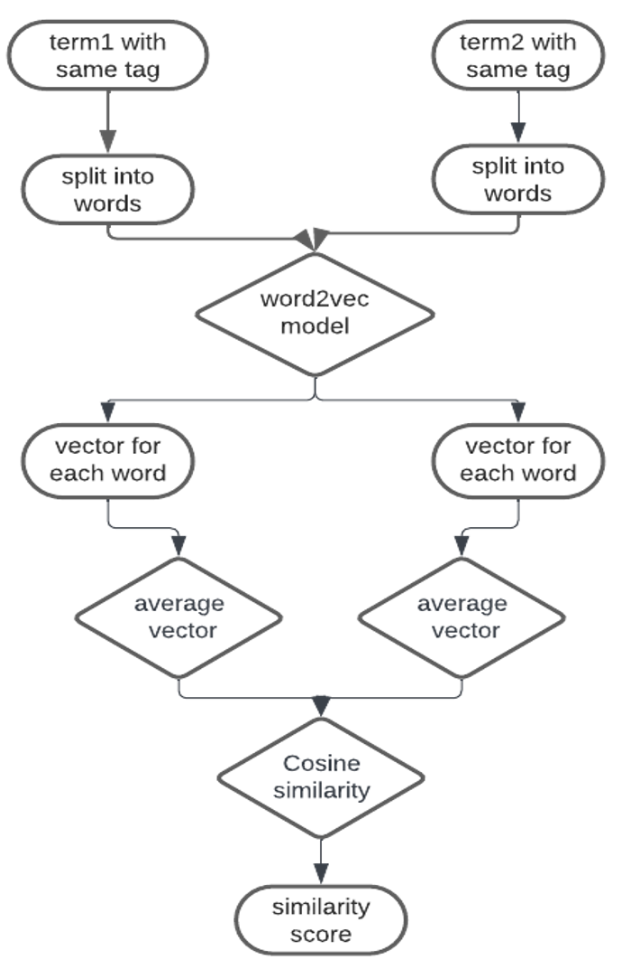 term1 with
same tag
term2 with
same tag
split into
words
split into
words
word2vec
model
vector for
each word
vector for
each word
average
vector
average
vector
Cosine
similarity
similarity
score